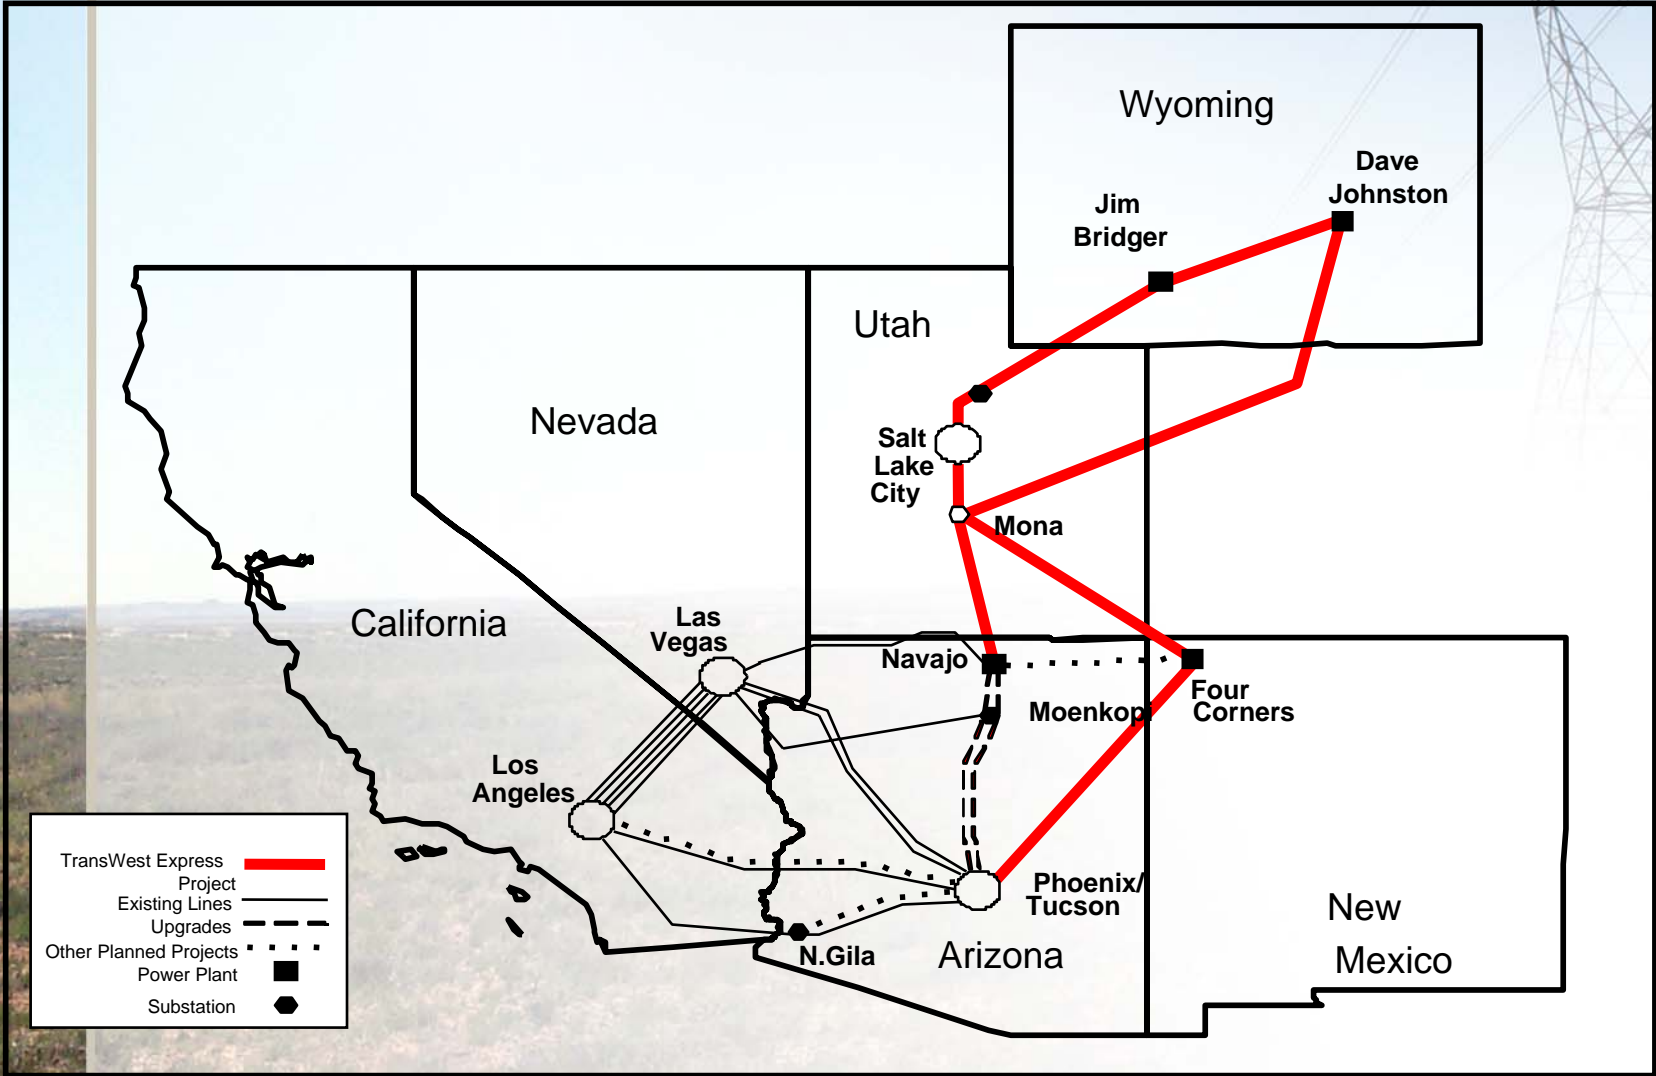 Wyoming
Dave
Johnston
Jim
Bridger
Utah
Nevada
Salt
Lake
City
Mona
California
Las
Vegas
Navajo
Four
Corners
Moenkopi
Los
Angeles
Phoenix/
Tucson
N.Gila
Arizona
New
Mexico
TransWest Express
Project
Existing Lines
Upgrades
Other Planned Projects
Power Plant
Substation